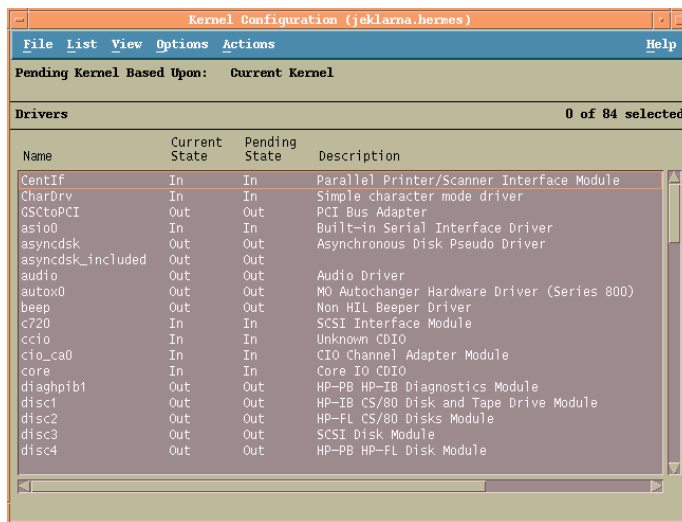 Kernel Configuration (jeklarna.hermes)
File List View Options Actions Help
Pending Kernel Based Upon: Current Kernel
Drivers 0 of 84 selected
Current Pending
Name State State Description
CentIf In In Parallel Printer/Scanner Interface Module
CharDrv In In Simple character mode driver
GSCtoPCI Out Out PCI Bus Adapter
asio0 In In Built-in Serial Interface Driver
asyncdsk Out Out Asynchronous Disk Pseudo Driver
asyncdsk_included Out Out
audio Out Out Audio Driver
autox0 Out Out MO Autochanger Hardware Driver (Series 800)
beep Out Out Non HIL Beeper Driver
c720 In In SCSI Interface Module
ccio In In Unknown CDIO
cio_ca0 In In CIO Channel Adapter Module
core In In Core IO CDIO
diaghpib1 Out Out HP-PB HP-IB Diagnostics Module
disc1 Out Out HP-IB CS/80 Disk and Tape Drive Module
disc2 Out Out HP-FL CS/80 Disks Module
disc3 Out Out SCSI Disk Module
disc4 Out Out HP-PB HP-FL Disk Module